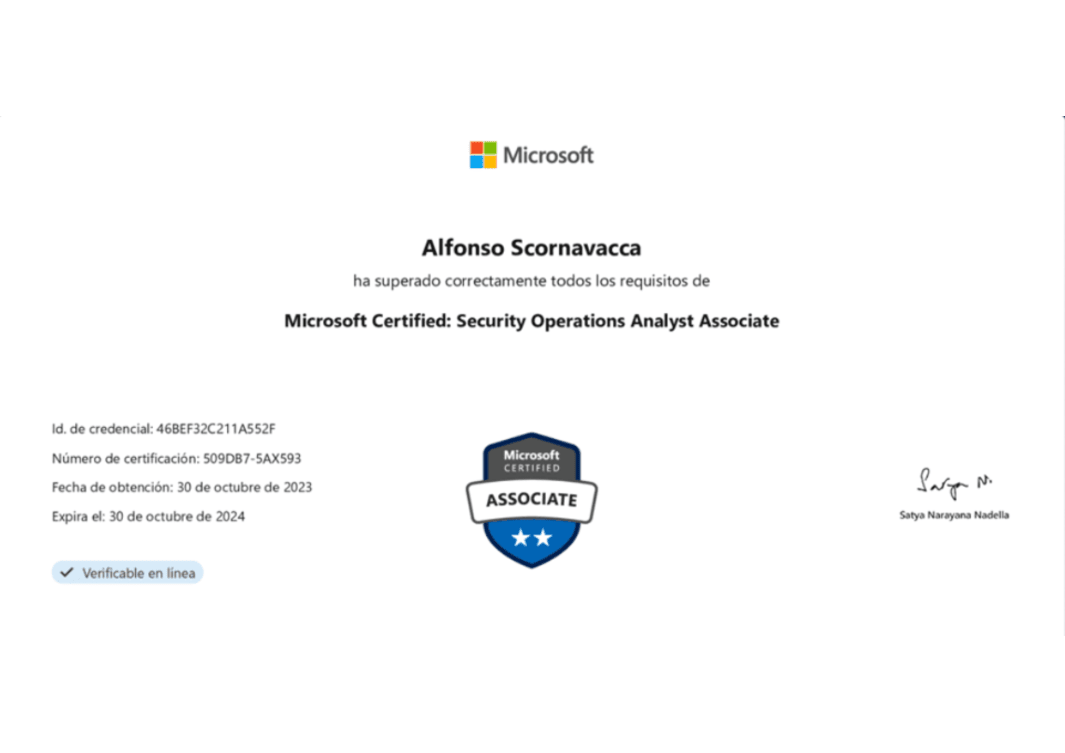 Microsoft
Alfonso Scornavacca
ha superado correctamente todos los requisitos de
Microsoft Certified: Security Operations Analyst Associate
Id. de credencial: 46BEF32C211A552F
Número de certificación: 509DB7-5AX593
Fecha de obtención: 30 de octubre de 2023
Expira el: 30 de octubre de 2024
Verificable en línea
Microsoft
CERTIFIED
ASSOCIATE
Satya N.
Satya Narayana Nadella